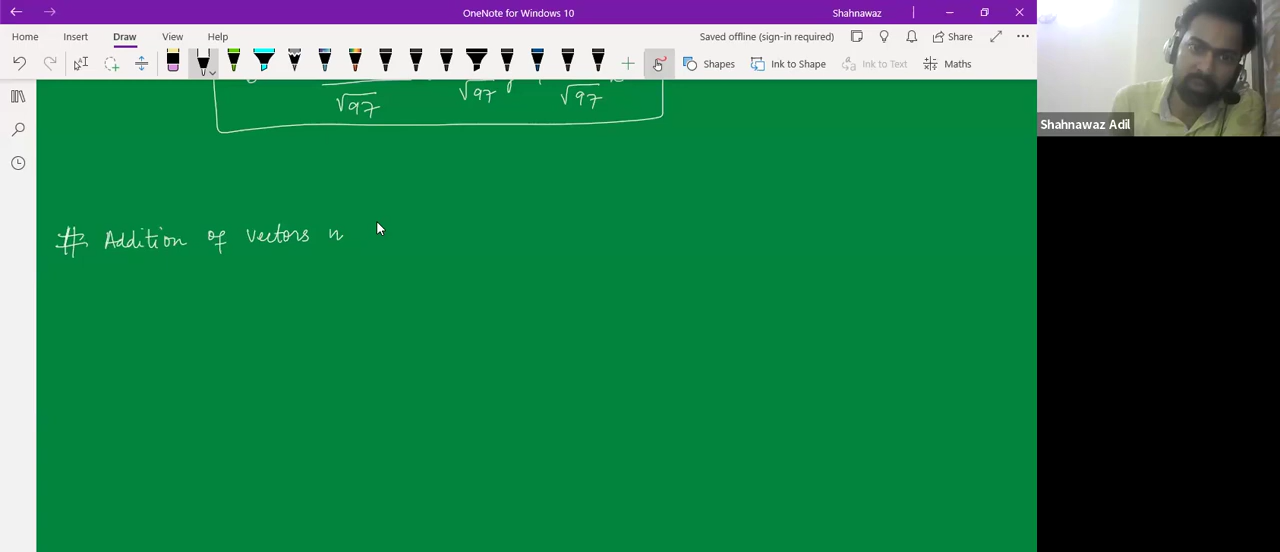 OneNote for Windows 10
Shahnawaz
Home Insert Draw View Help
Saved offline (sign-in required)
Share
Shapes Ink to Shape Ink to Text Maths
√97 √97 √97
# Addition of vectors
Shahnawaz Adil